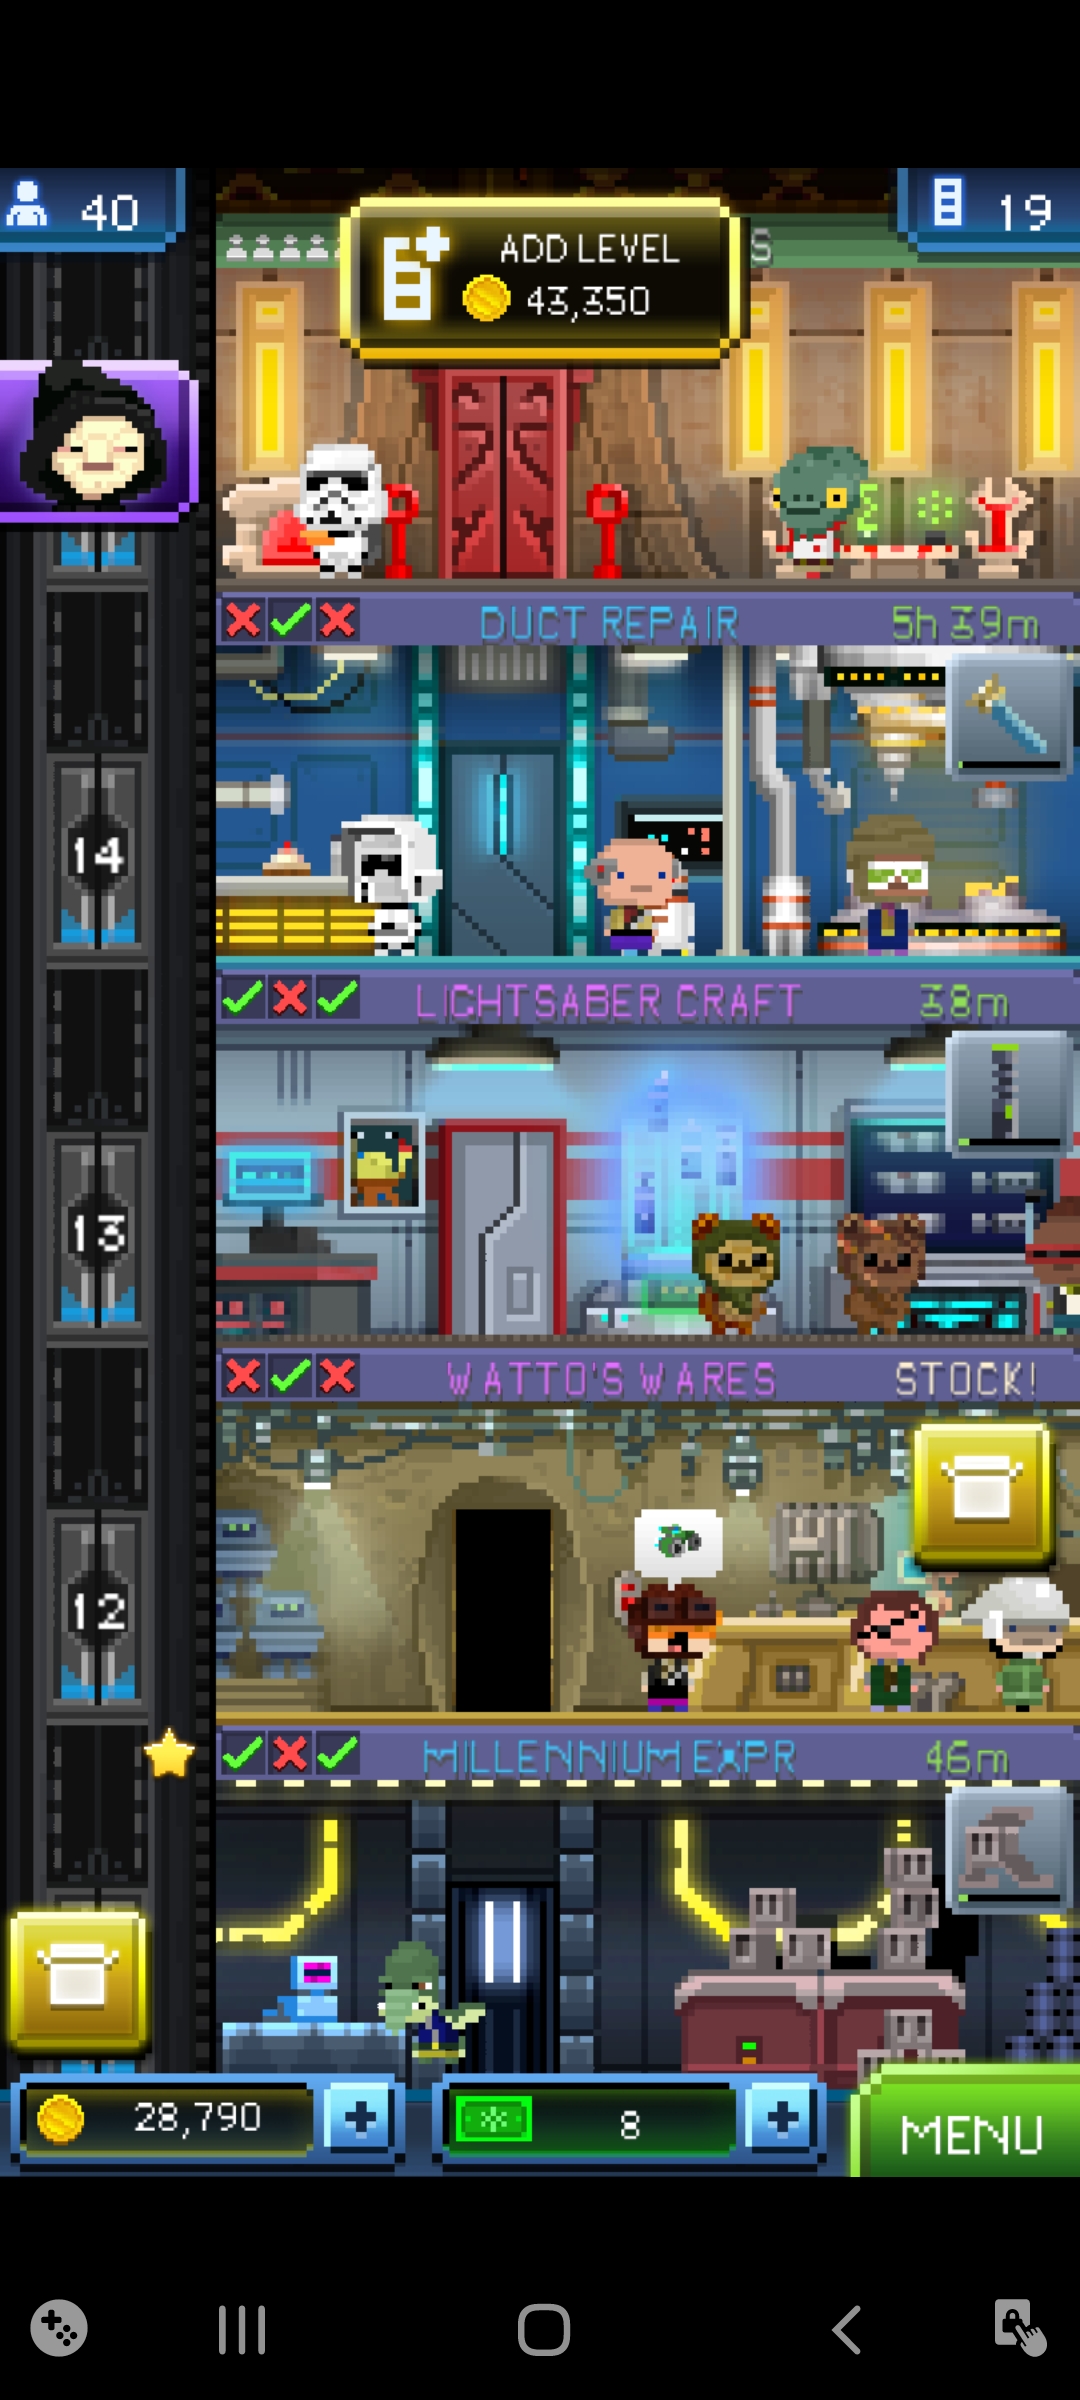 40
ADD LEVEL
43,350
19
S
DUCT REPAIR 5h 39m
14
LIGHTSABER CRAFT 38m
13
WATTO'S WARES STOCK!
12
MILLENNIUM EXPR 46m
28,790
8
MENU